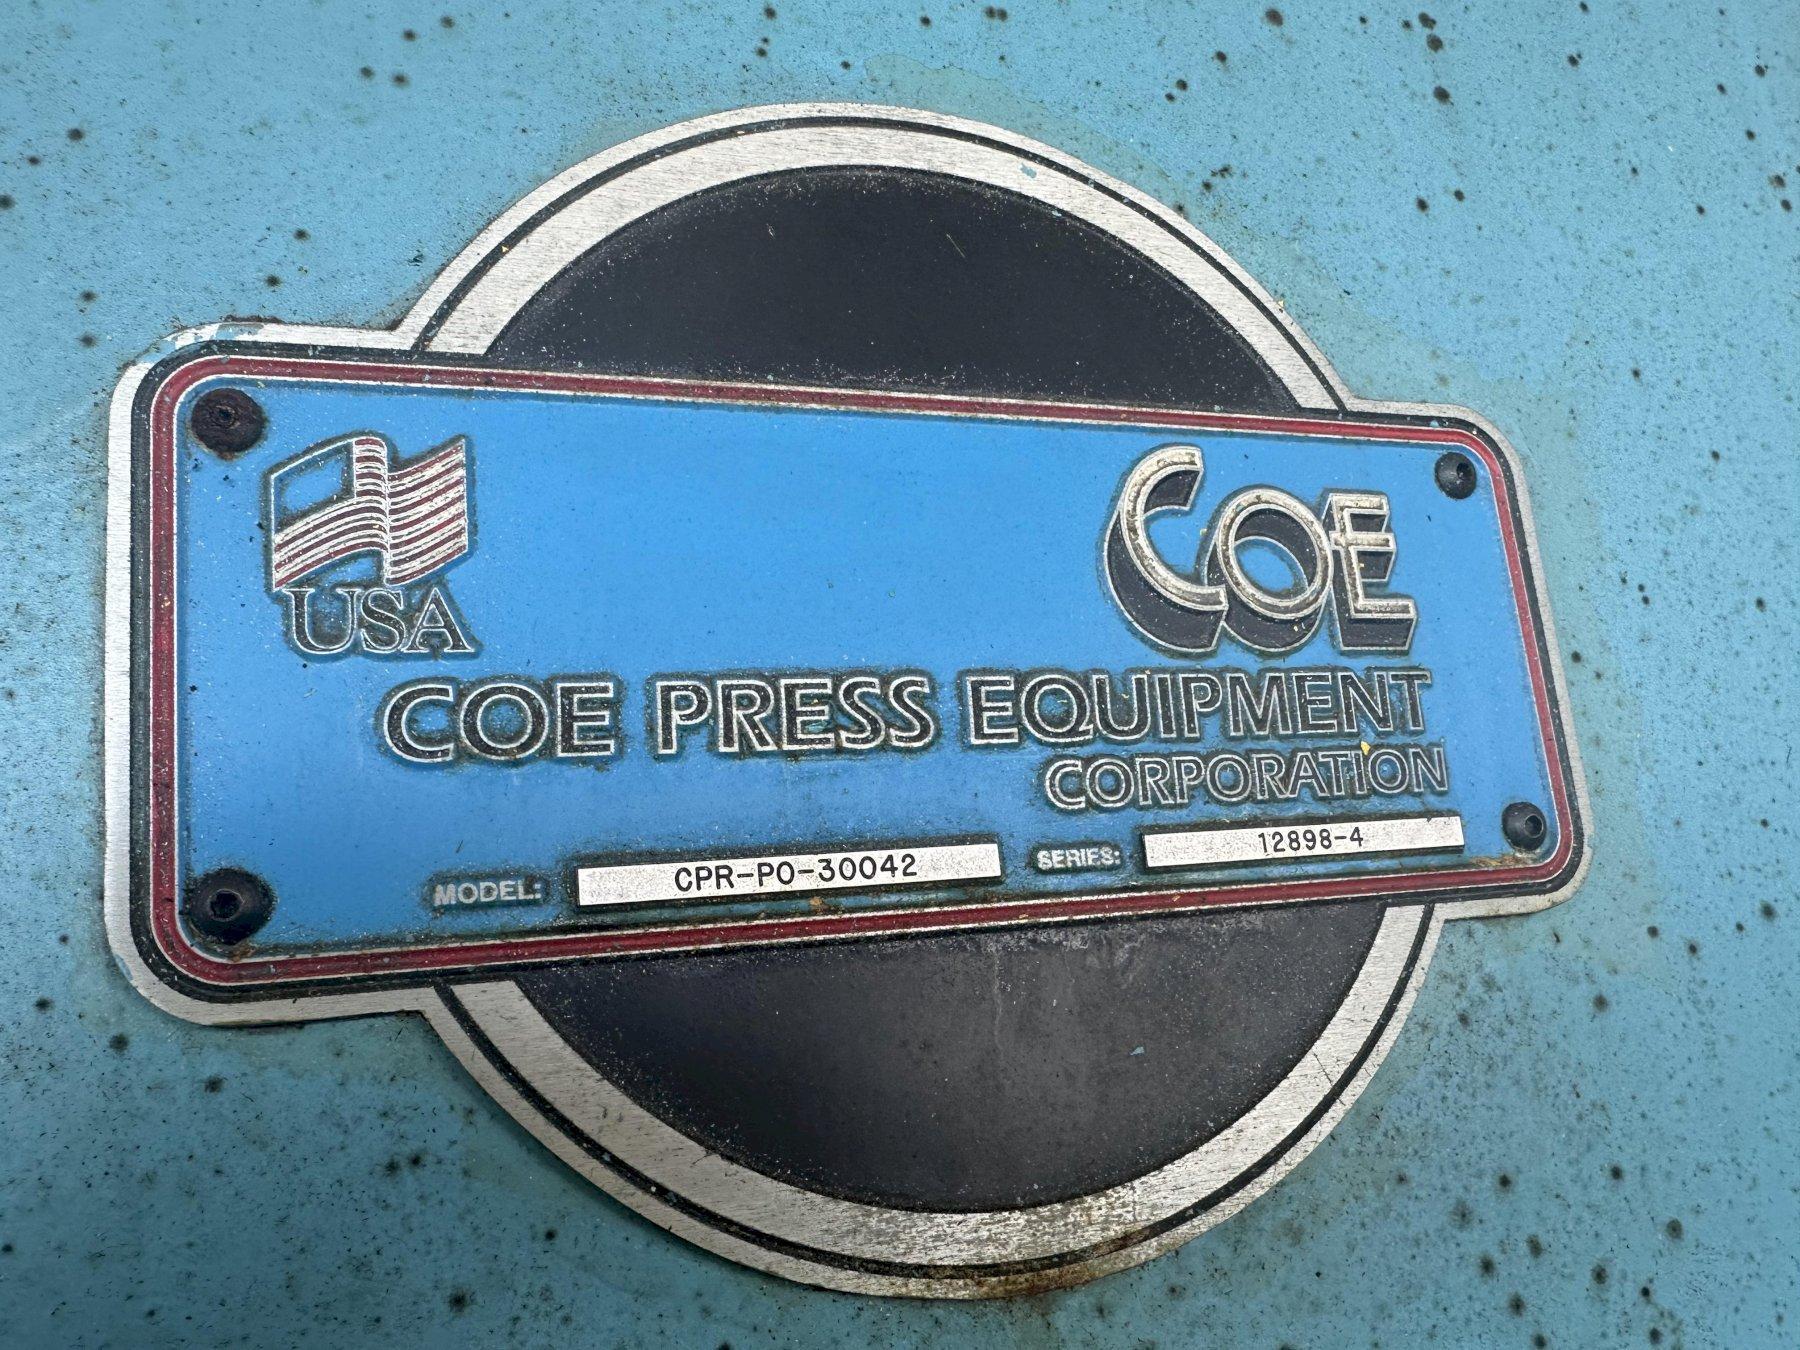 COE
USA
COE PRESS EQUIPMENT
CORPORATION
MODEL: CPR-PO-30042 SERIES: 12898-4